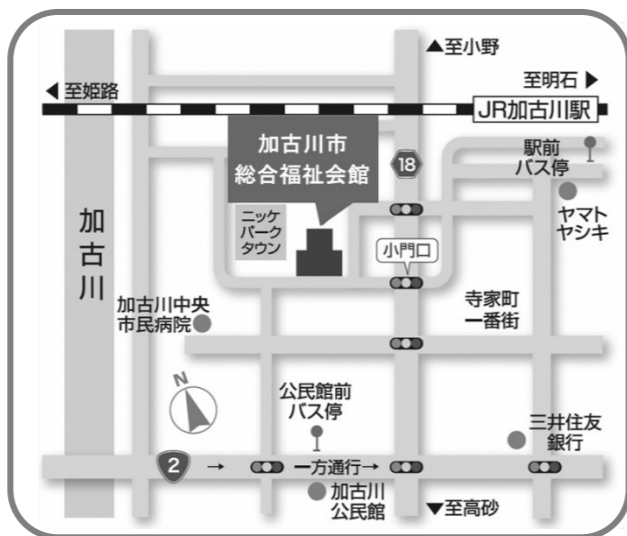 ▲至小野
◀至姫路
至明石▶
JR加古川駅
加古川市
総合福祉会館
18
駅前
バス停
ヤマト
ヤシキ
ニッケ
パーク
タウン
小門口
加古川
加古川中央
市民病院
寺家町
一番街
N
公民館前
バス停
三井住友
銀行
2
→
一方通行→
加古川
公民館
▼至高砂